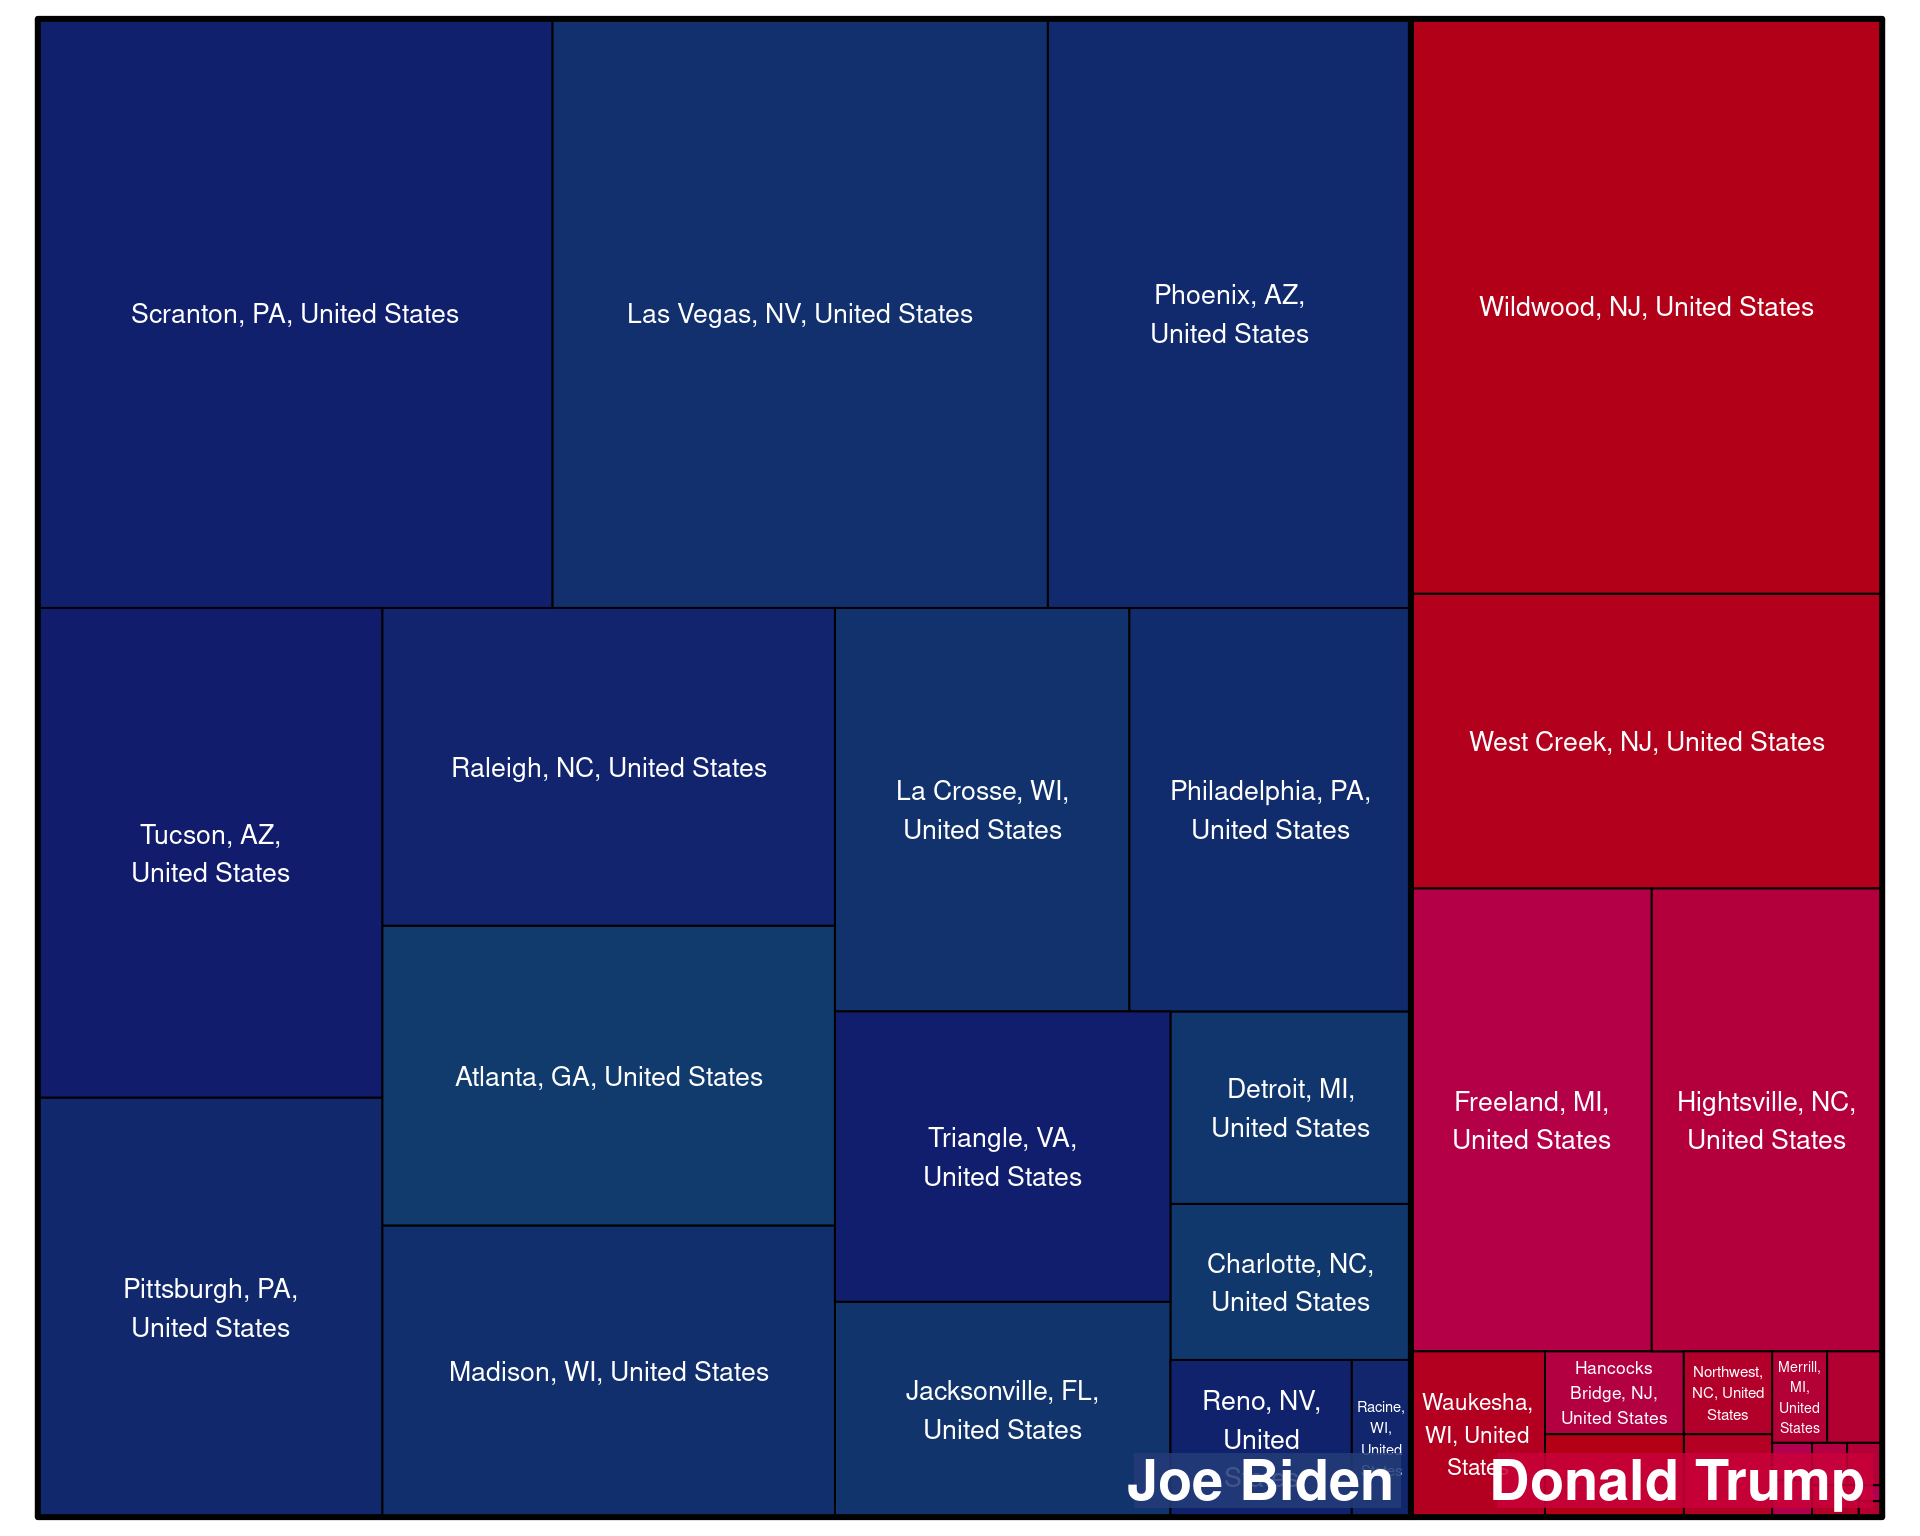 Scranton, PA, United States
Las Vegas, NV, United States
Phoenix, AZ,
United States
Wildwood, NJ, United States
Tucson, AZ,
United States
Raleigh, NC, United States
La Crosse, WI,
United States
Philadelphia, PA,
United States
West Creek, NJ, United States
Atlanta, GA, United States
Triangle, VA,
United States
Detroit, MI,
United States
Freeland, MI,
United States
Hightsville, NC,
United States
Pittsburgh, PA,
United States
Madison, WI, United States
Charlotte, NC,
United States
Jacksonville, FL,
United States
Reno, NV,
United
States
Racine,
WI,
United
States
Waukesha,
WI, United
States
Hancocks
Bridge, NJ,
United States
Northwest,
NC, United
States
Merrill,
MI,
United
States
Joe Biden
Donald Trump